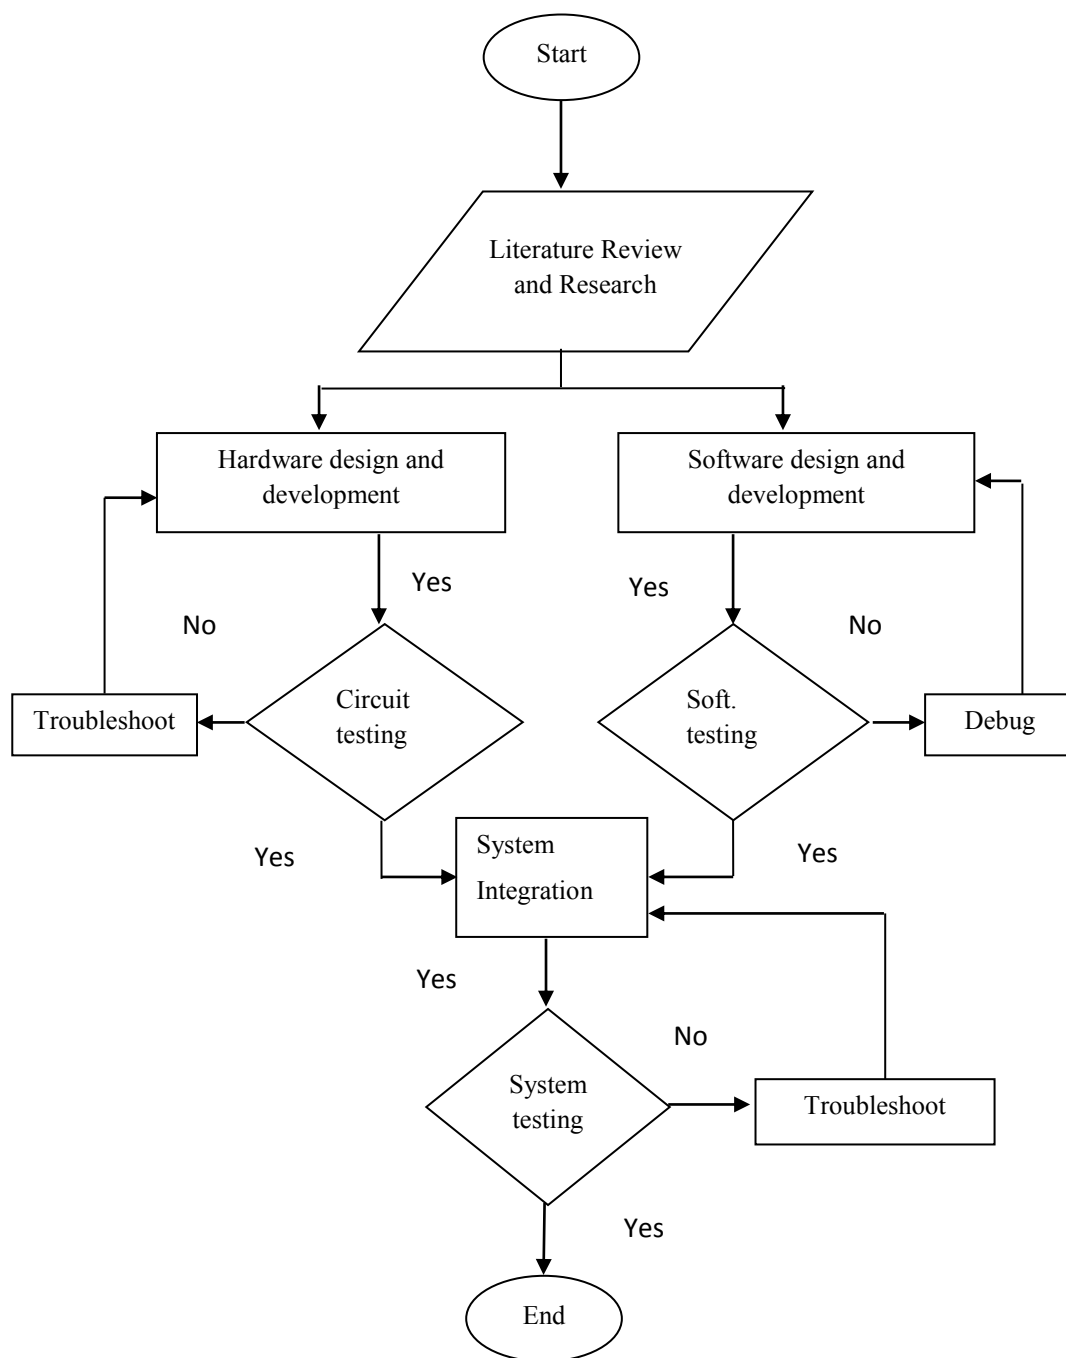 Start
Literature Review
and Research
Hardware design and
development
Software design and
development
Yes
Yes
No
No
Troubleshoot
Circuit
testing
Soft.
testing
Debug
Yes
System
Integration
Yes
Yes
No
System
testing
Troubleshoot
Yes
End